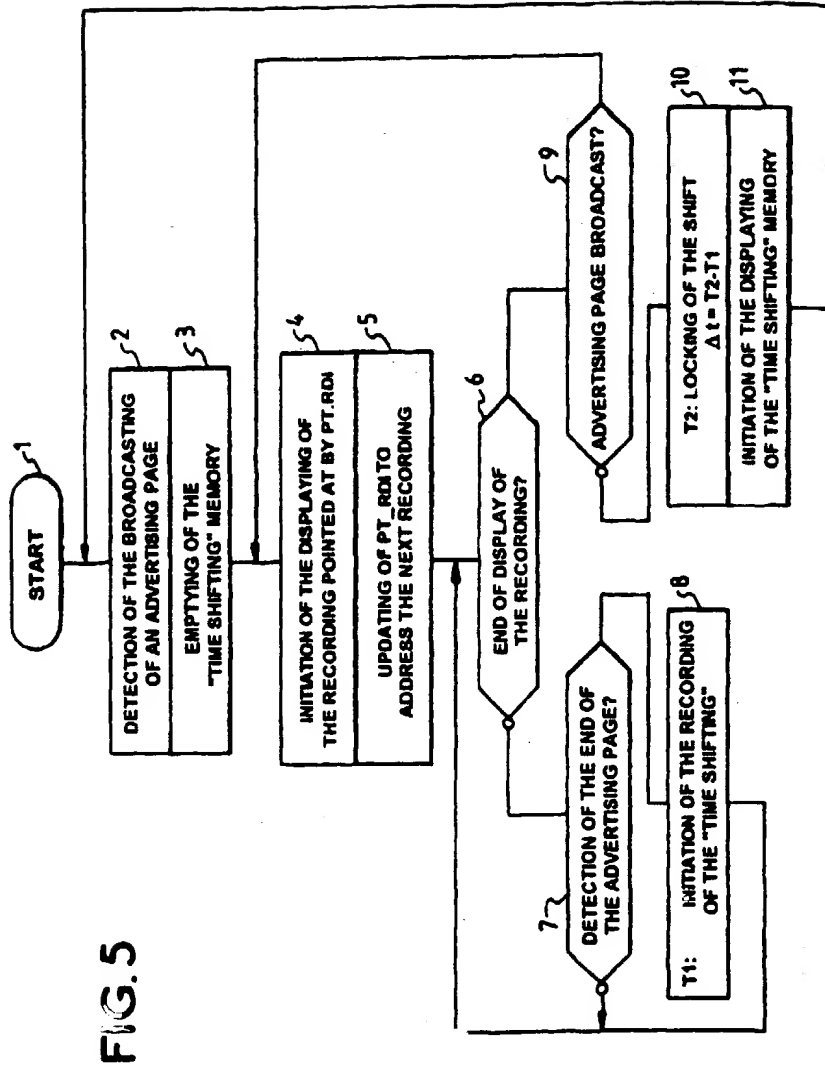 FIG. 5
START
1
DETECTION OF THE BROADCASTING
OF AN ADVERTISING PAGE
2
EMPTYING OF THE
"TIME SHIFTING" MEMORY
3
INITIATION OF THE DISPLAYING OF
THE RECORDING POINTED AT BY PT.RDI
4
UPDATING OF PT_RDI TO
ADDRESS THE NEXT RECORDING
5
END OF DISPLAY OF
THE RECORDING?
6
7
DETECTION OF THE END OF
THE ADVERTISING PAGE?
T1: INITIATION OF THE RECORDING
OF THE "TIME SHIFTING"
8
ADVERTISING PAGE BROADCAST?
9
T2: LOCKING OF THE SHIFT
Δt = T2-T1
10
INITIATION OF THE DISPLAYING
OF THE "TIME SHIFTING" MEMORY
11